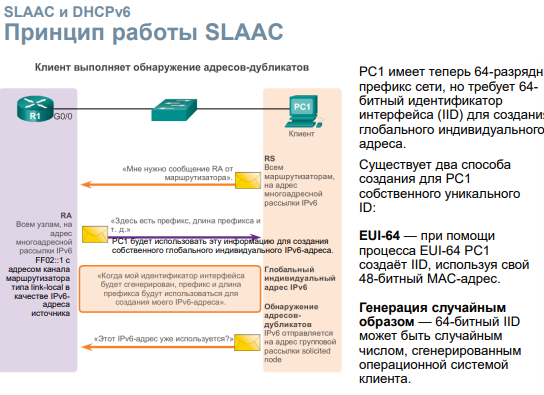 SLAAC и DHCPv6
Принцип работы SLAAC
Клиент выполняет обнаружение адресов-дубликатов
R1
G0/0
PC1
Клиент
«Мне нужно сообщение RA от
маршрутизатора».
RS
Всем
маршрутизаторам,
на адрес
многоадресной
рассылки IPv6
RA
Всем узлам, на
адрес
многоадресной
рассылки IPv6
FF02::1 с
адресом канала
маршрутизатора
типа link-local в
качестве IPv6-
адреса
источника
«Здесь есть префикс, длина префикса и
т. д.»
PC1 будет использовать эту информацию для создания
собственного глобального индивидуального IPv6-адреса.
«Когда мой идентификатор интерфейса
будет сгенерирован, префикс и длина
префикса будут использоваться для
создания моего IPv6-адреса».
Глобальный
индивидуальный
адрес IPv6
Обнаружение
адресов-
дубликатов
IPv6 отправляется
на адрес групповой
рассылки solicited
node
«Этот IPv6-адрес уже используется?»
PC1 имеет теперь 64-разрядн
префикс сети, но требует 64-
битный идентификатор
интерфейса (IID) для создани
глобального индивидуального
адреса.
Существует два способа
создания для PC1
собственного уникального
ID:
EUI-64 — при помощи
процесса EUI-64 PC1
создаёт IID, используя свой
48-битный MAC-адрес.
Генерация случайным
образом — 64-битный IID
может быть случайным
числом, сгенерированным
операционной системой
клиента.